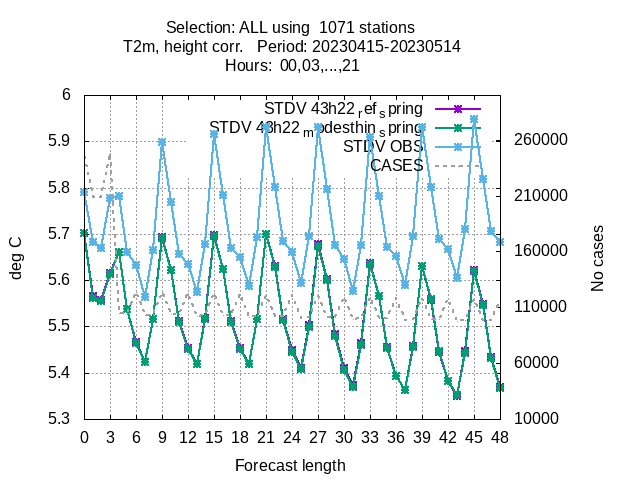 Selection: ALL using  1071 stations
T2m, height corr.   Period: 20230415-20230514
Hours:  00,03,...,21
STDV 43h22_ref_spring
STDV 43h22_modesthin_spring
STDV OBS
CASES
6
5.9
5.8
5.7
5.6
5.5
5.4
5.3
deg C
260000
210000
160000
110000
60000
10000
No cases
0 3 6 9 12 15 18 21 24 27 30 33 36 39 42 45 48
Forecast length